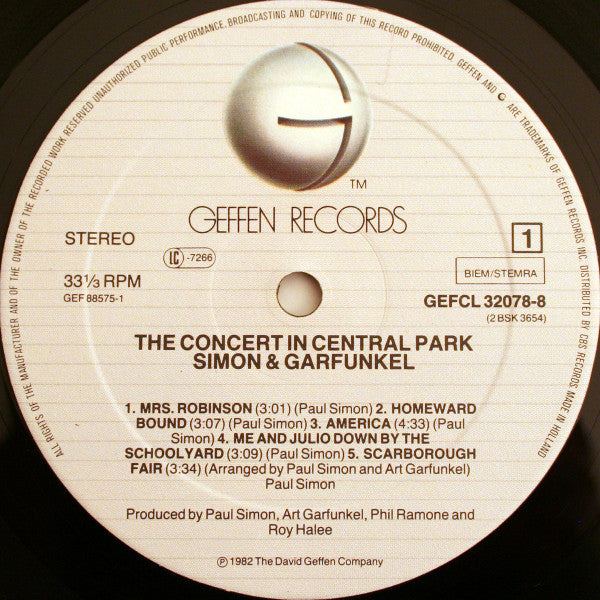 ALL RIGHTS OF THE MANUFACTURER AND OF THE OWNER OF THE RECORDED WORK RESERVED UNAUTHORIZED PUBLIC PERFORMANCE, BROADCASTING AND COPYING OF THIS RECORD PROHIBITED. GEFFEN AND G ARE TRADEMARKS OF GEFFEN RECORDS INC. DISTRIBUTED BY CBS RECORDS MADE IN HOLLAND
TM
GEFFEN RECORDS
STEREO
LC -7266
1
33⅓ RPM
GEF 88575-1
BIEM/STEMRA
GEFCL 32078-8
(2 BSK 3654)
THE CONCERT IN CENTRAL PARK
SIMON & GARFUNKEL
1. MRS. ROBINSON (3:01) (Paul Simon) 2. HOMEWARD
BOUND (3:07) (Paul Simon) 3. AMERICA (4:33) (Paul
Simon) 4. ME AND JULIO DOWN BY THE
SCHOOLYARD (3:09) (Paul Simon) 5. SCARBOROUGH
FAIR (3:34) (Arranged by Paul Simon and Art Garfunkel)
Paul Simon
Produced by Paul Simon, Art Garfunkel, Phil Ramone and
Roy Halee
℗ 1982 The David Geffen Company